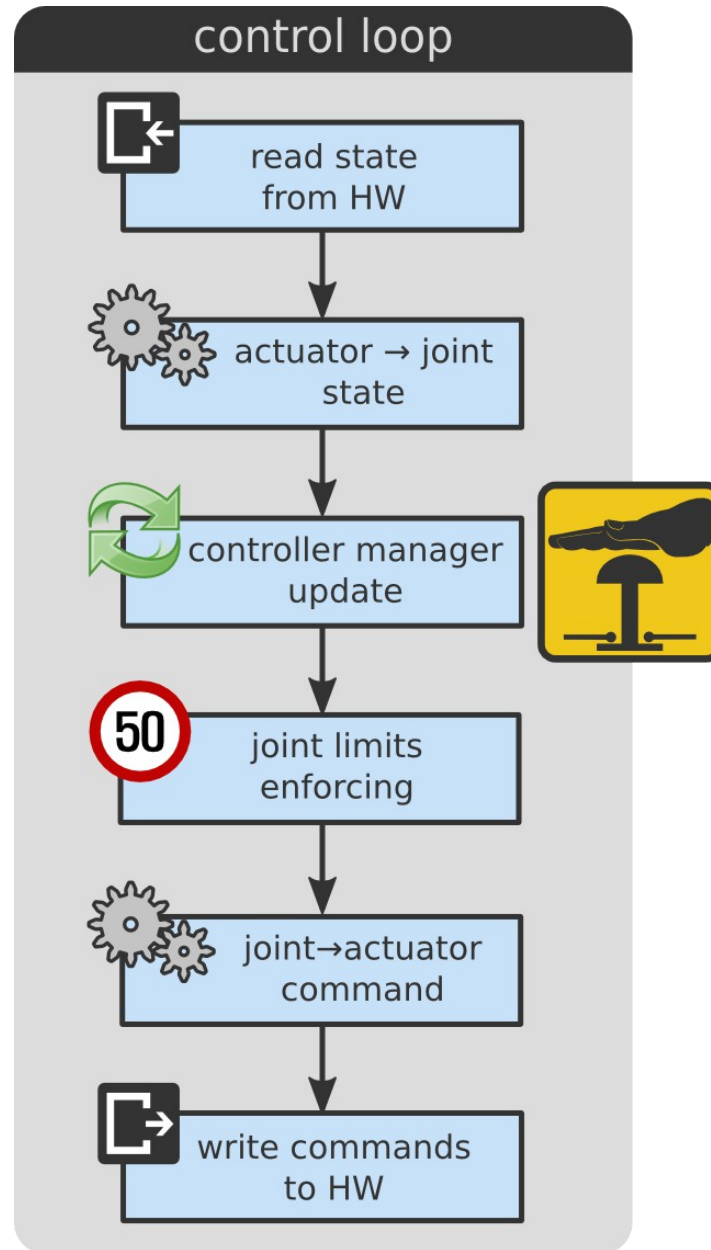 control loop
read state
from HW
actuator → joint
state
controller manager
update
50
joint limits
enforcing
joint→actuator
command
write commands
to HW